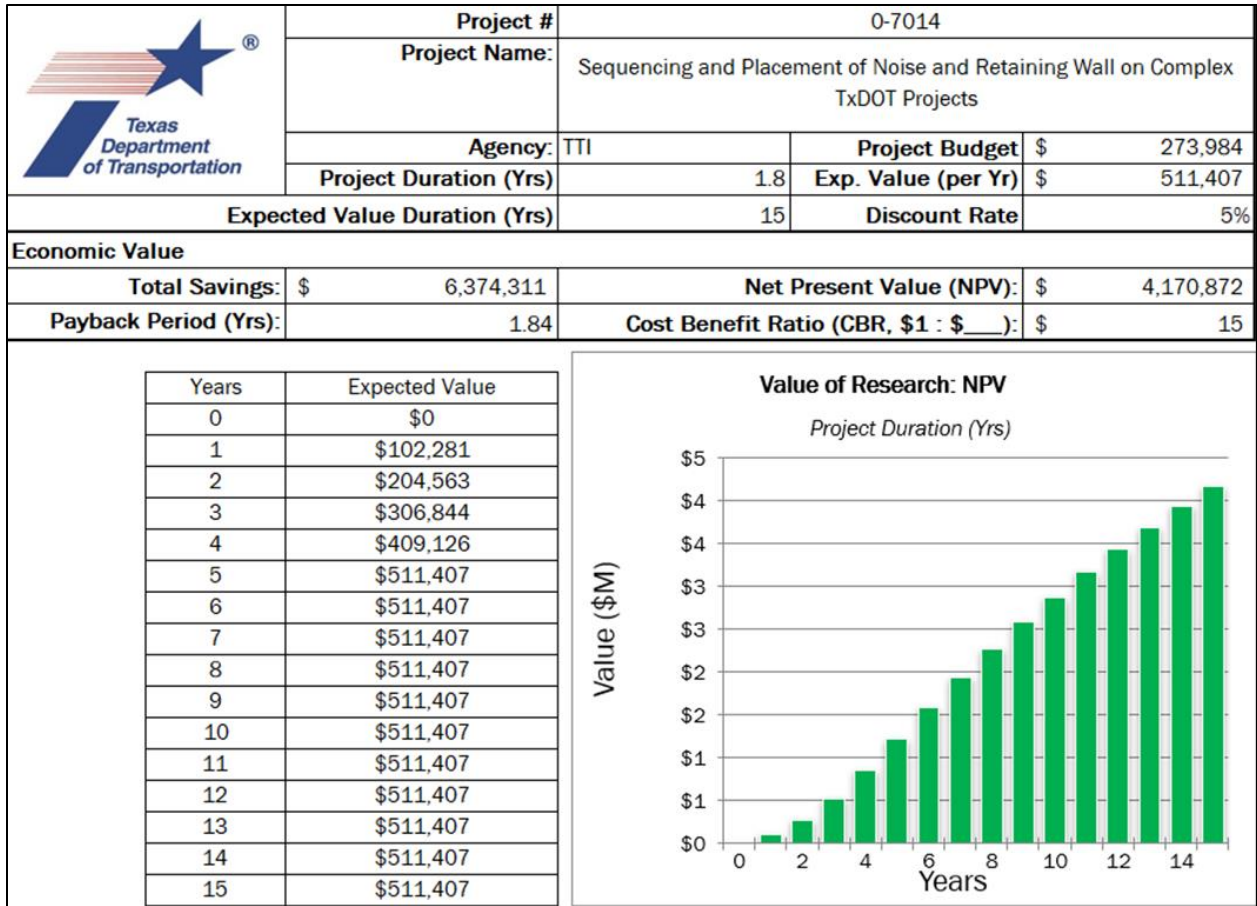 ®
Texas
Department
of Transportation
Project # 0-7014
Project Name: Sequencing and Placement of Noise and Retaining Wall on Complex
TxDOT Projects
Agency: TTI Project Budget $ 273,984
Project Duration (Yrs) 1.8 Exp. Value (per Yr) $ 511,407
Expected Value Duration (Yrs) 15 Discount Rate 5%
Economic Value
Total Savings: $ 6,374,311 Net Present Value (NPV): $ 4,170,872
Payback Period (Yrs): 1.84 Cost Benefit Ratio (CBR, $1 : $___): $ 15
Years Expected Value
0 $0
1 $102,281
2 $204,563
3 $306,844
4 $409,126
5 $511,407
6 $511,407
7 $511,407
8 $511,407
9 $511,407
10 $511,407
11 $511,407
12 $511,407
13 $511,407
14 $511,407
15 $511,407
Value of Research: NPV
Project Duration (Yrs)
Value ($M)
$5
$4
$4
$3
$3
$2
$2
$1
$1
$0
0 2 4 6 8 10 12 14
Years